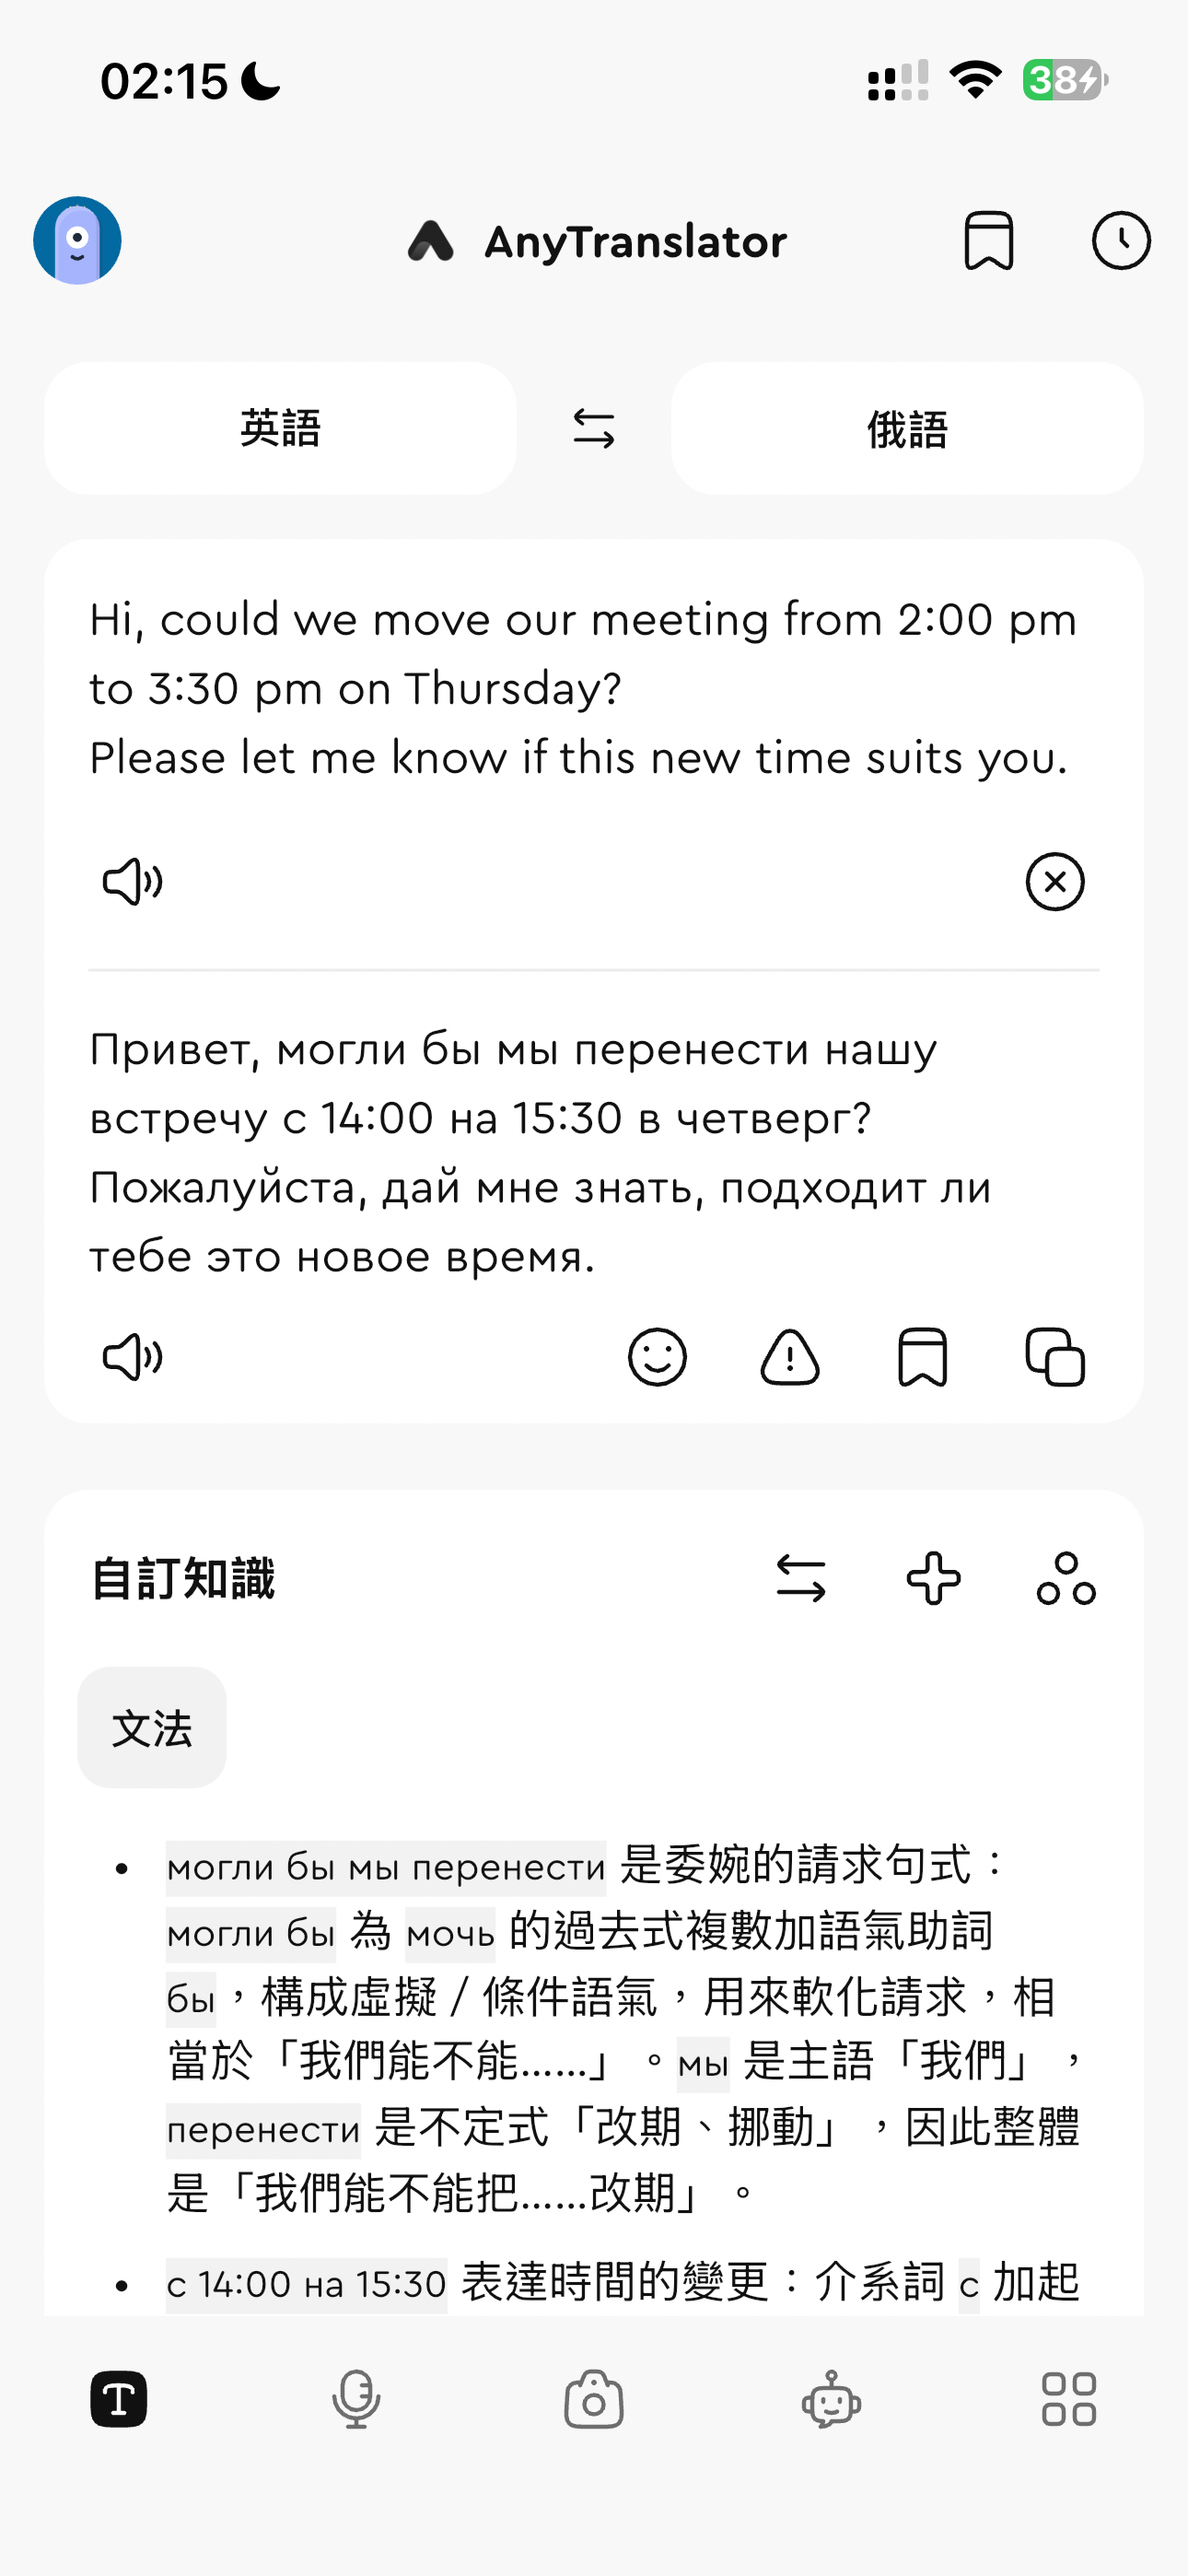 02:15
38
AnyTranslator
英語
俄語
Hi, could we move our meeting from 2:00 pm
to 3:30 pm on Thursday?
Please let me know if this new time suits you.
Привет, могли бы мы перенести нашу
встречу с 14:00 на 15:30 в четверг?
Пожалуйста, дай мне знать, подходит ли
тебе это новое время.
自訂知識
文法
• могли бы мы перенести 是委婉的請求句式：
могли бы 為 мочь 的過去式複數加語氣助詞
бы，構成虛擬 / 條件語氣，用來軟化請求，相
當於「我們能不能……」。мы 是主語「我們」，
перенести 是不定式「改期、挪動」，因此整體
是「我們能不能把……改期」。
• с 14:00 на 15:30 表達時間的變更：介系詞 с 加起
T